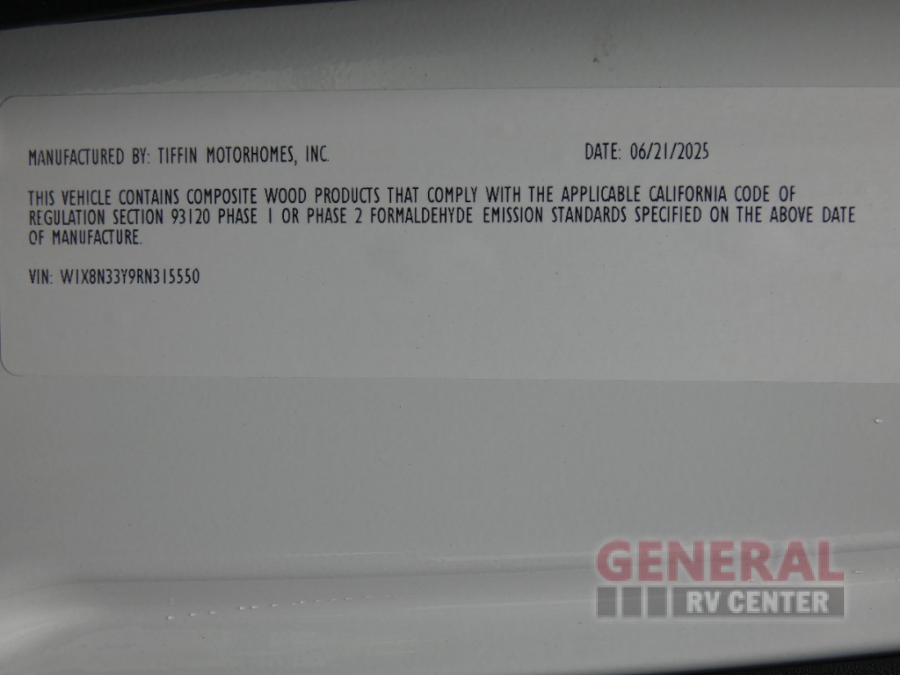 MANUFACTURED BY: TIFFIN MOTORHOMES, INC. DATE: 06/21/2025
THIS VEHICLE CONTAINS COMPOSITE WOOD PRODUCTS THAT COMPLY WITH THE APPLICABLE CALIFORNIA CODE OF
REGULATION SECTION 93120 PHASE 1 OR PHASE 2 FORMALDEHYDE EMISSION STANDARDS SPECIFIED ON THE ABOVE DATE
OF MANUFACTURE.
VIN: W1X8N33Y9RN315550
GENERAL
RV CENTER